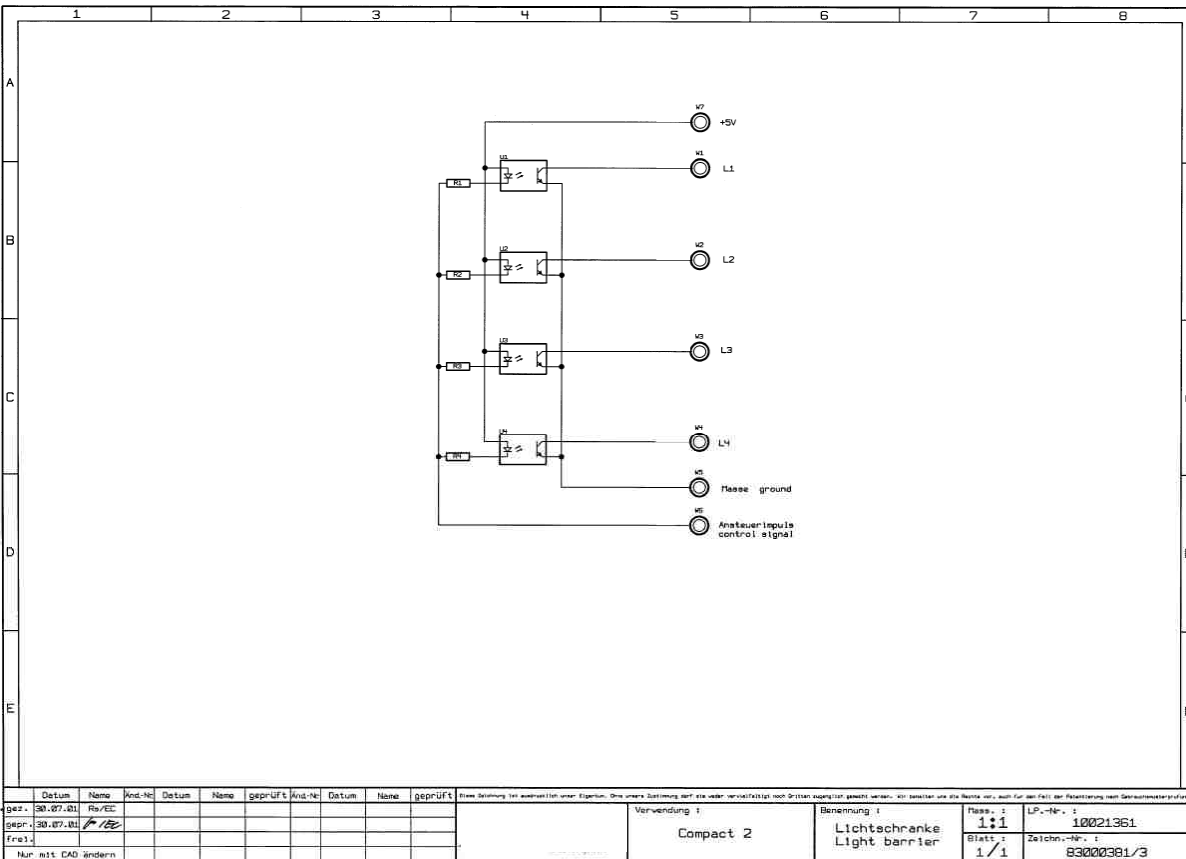 1 2 3 4 5 6 7 8
A
W7
+5V
W1
L1
U1
R1
B
W2
L2
U2
R2
W3
L3
U3
R3
C
W4
L4
U4
R4
W5
Masse ground
W6
Ansteuerimpuls
control signal
D
E
Datum Name Änd-Nr Datum Name geprüft Änd-Nr Datum Name geprüft
gez. 30.07.01 Rs/EC
gepr. 30.07.01
frei.
Nur mit CAD ändern
Verwendung :
Compact 2
Benennung :
Lichtschranke
Light barrier
Mass. :
1:1
Blatt :
1/1
LP.-Nr. :
10021361
Zeichn.-Nr. :
83000381/3